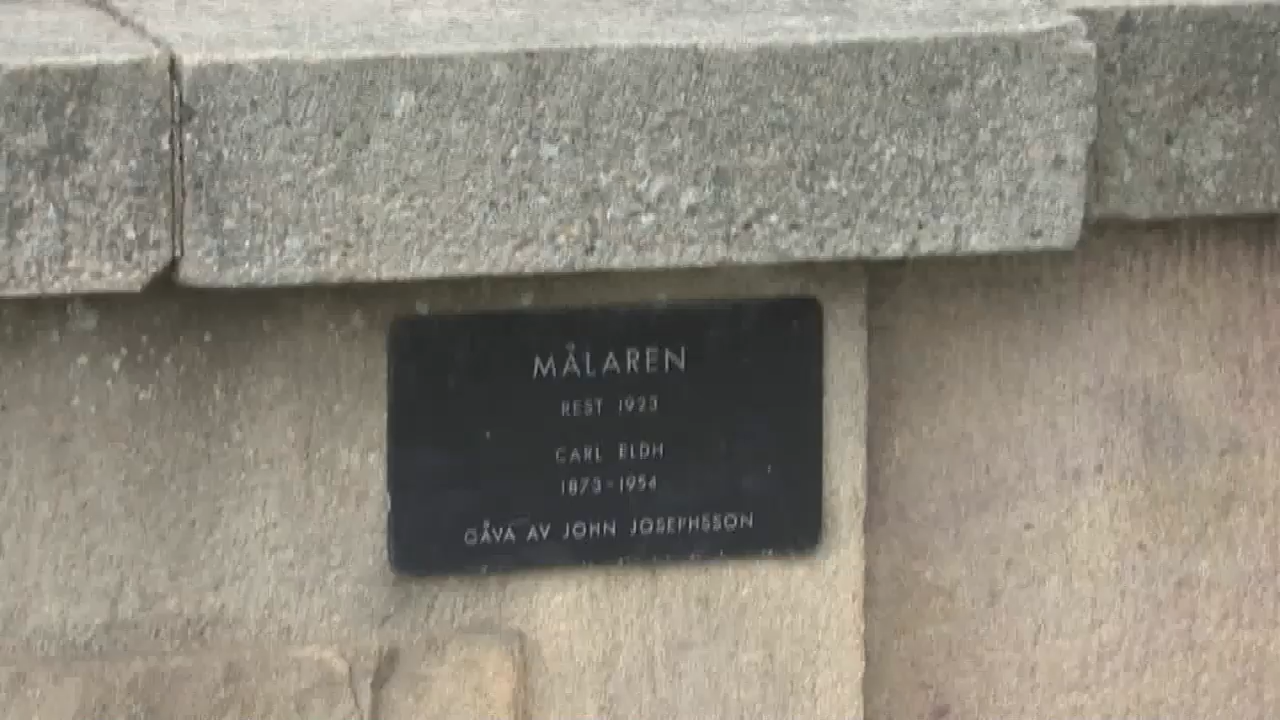 MÅLAREN
REST 1923
CARL ELDH
1873-1954
GÅVA AV JOHN JOSEPHSSON